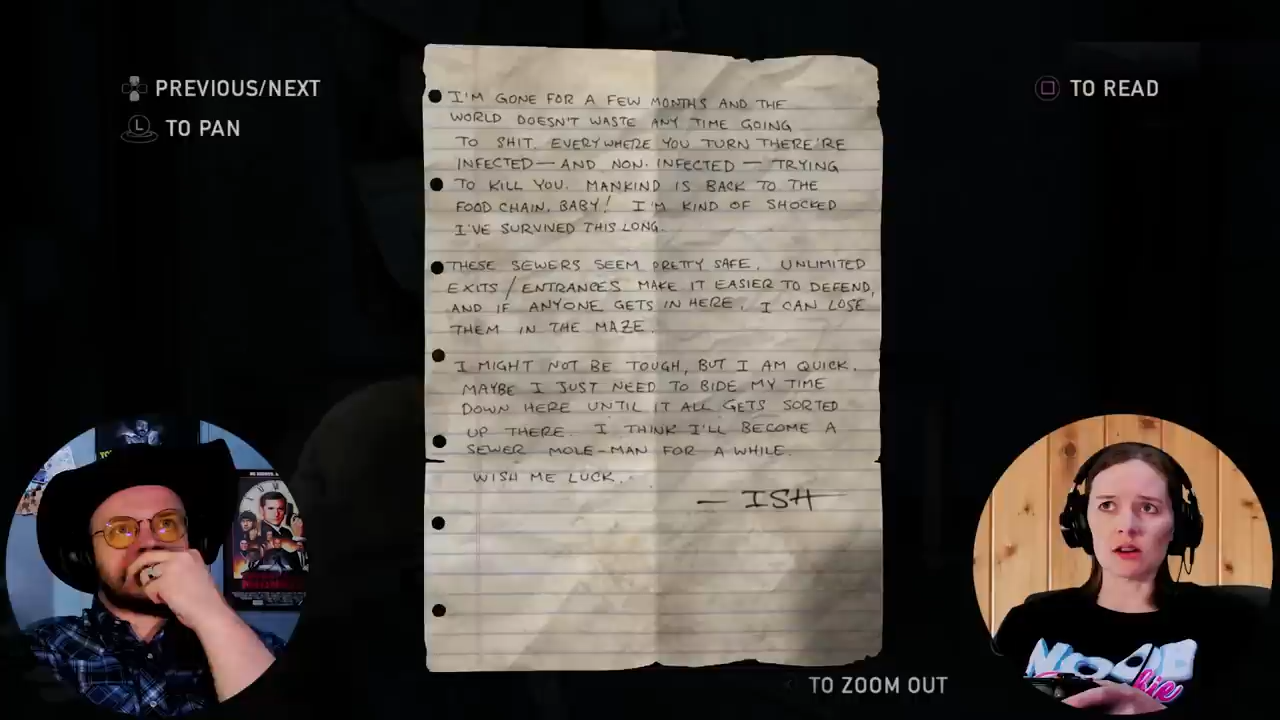 PREVIOUS/NEXT
L TO PAN
TO READ
I'M GONE FOR A FEW MONTHS AND THE
WORLD DOESN'T WASTE ANY TIME GOING
TO SHIT. EVERYWHERE YOU TURN THERE'RE
INFECTED — AND NON-INFECTED — TRYING
TO KILL YOU. MANKIND IS BACK TO THE
FOOD CHAIN, BABY! I'M KIND OF SHOCKED
I'VE SURVIVED THIS LONG.
THESE SEWERS SEEM PRETTY SAFE. UNLIMITED
EXITS/ENTRANCES MAKE IT EASIER TO DEFEND,
AND IF ANYONE GETS IN HERE, I CAN LOSE
THEM IN THE MAZE.
I MIGHT NOT BE TOUGH, BUT I AM QUICK.
MAYBE I JUST NEED TO BIDE MY TIME
DOWN HERE UNTIL IT ALL GETS SORTED
UP THERE. I THINK I'LL BECOME A
SEWER MOLE-MAN FOR A WHILE.
WISH ME LUCK.
— ISH
NOOB
TO ZOOM OUT